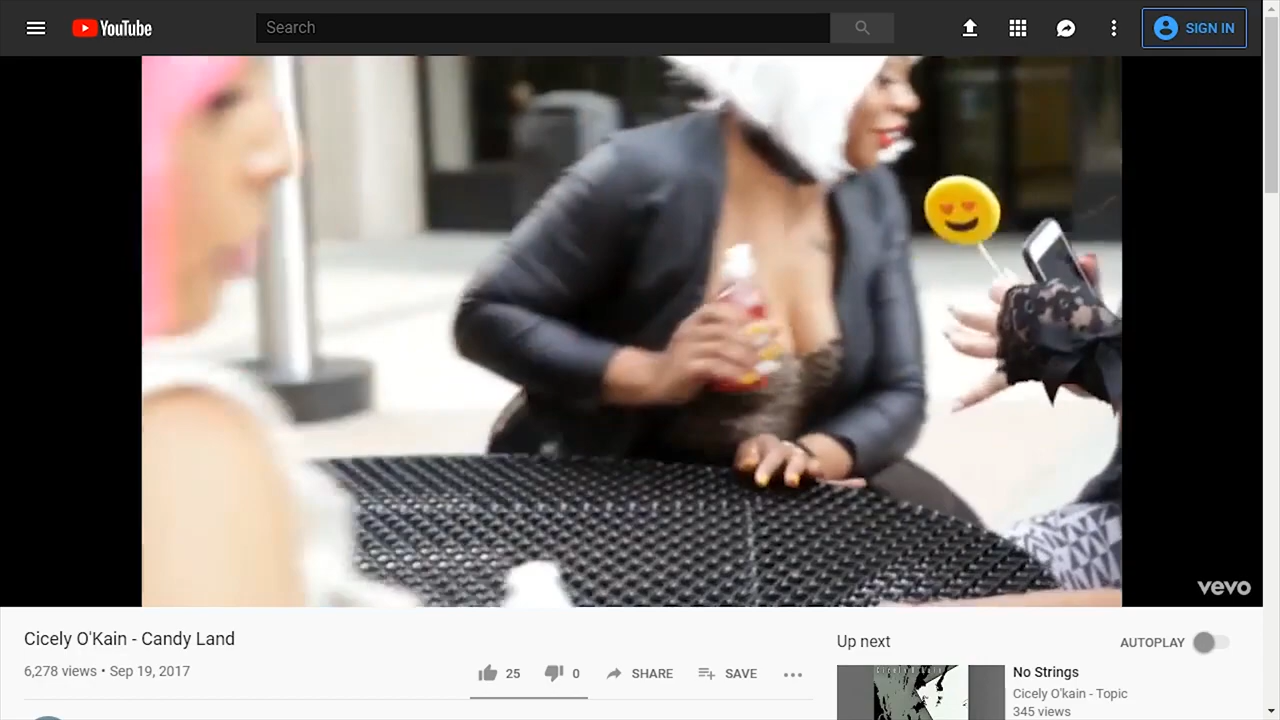 YouTube
Search
SIGN IN
vevo
Cicely O'Kain - Candy Land
6,278 views • Sep 19, 2017
25
0
SHARE
SAVE
Up next
AUTOPLAY
No Strings
Cicely O'kain - Topic
345 views